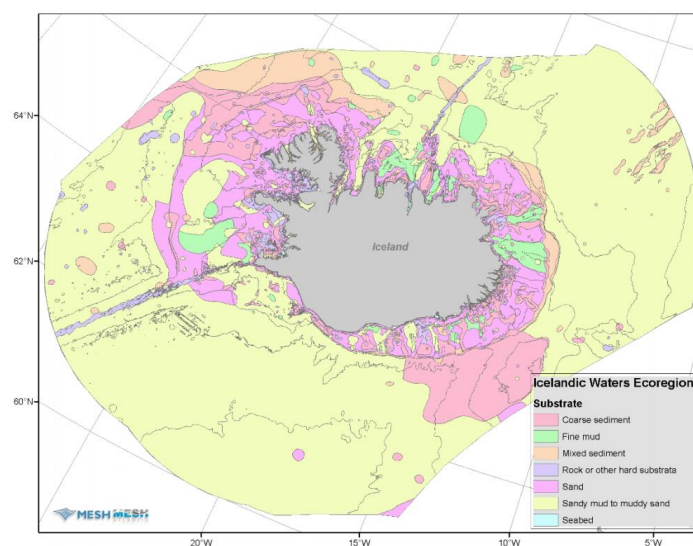 64°N
62°N
60°N
20°W
15°W
10°W
5°W
Iceland
Icelandic Waters Ecoregion
Substrate
Coarse sediment
Fine mud
Mixed sediment
Rock or other hard substrata
Sand
Sandy mud to muddy sand
Seabed
MESH MESH